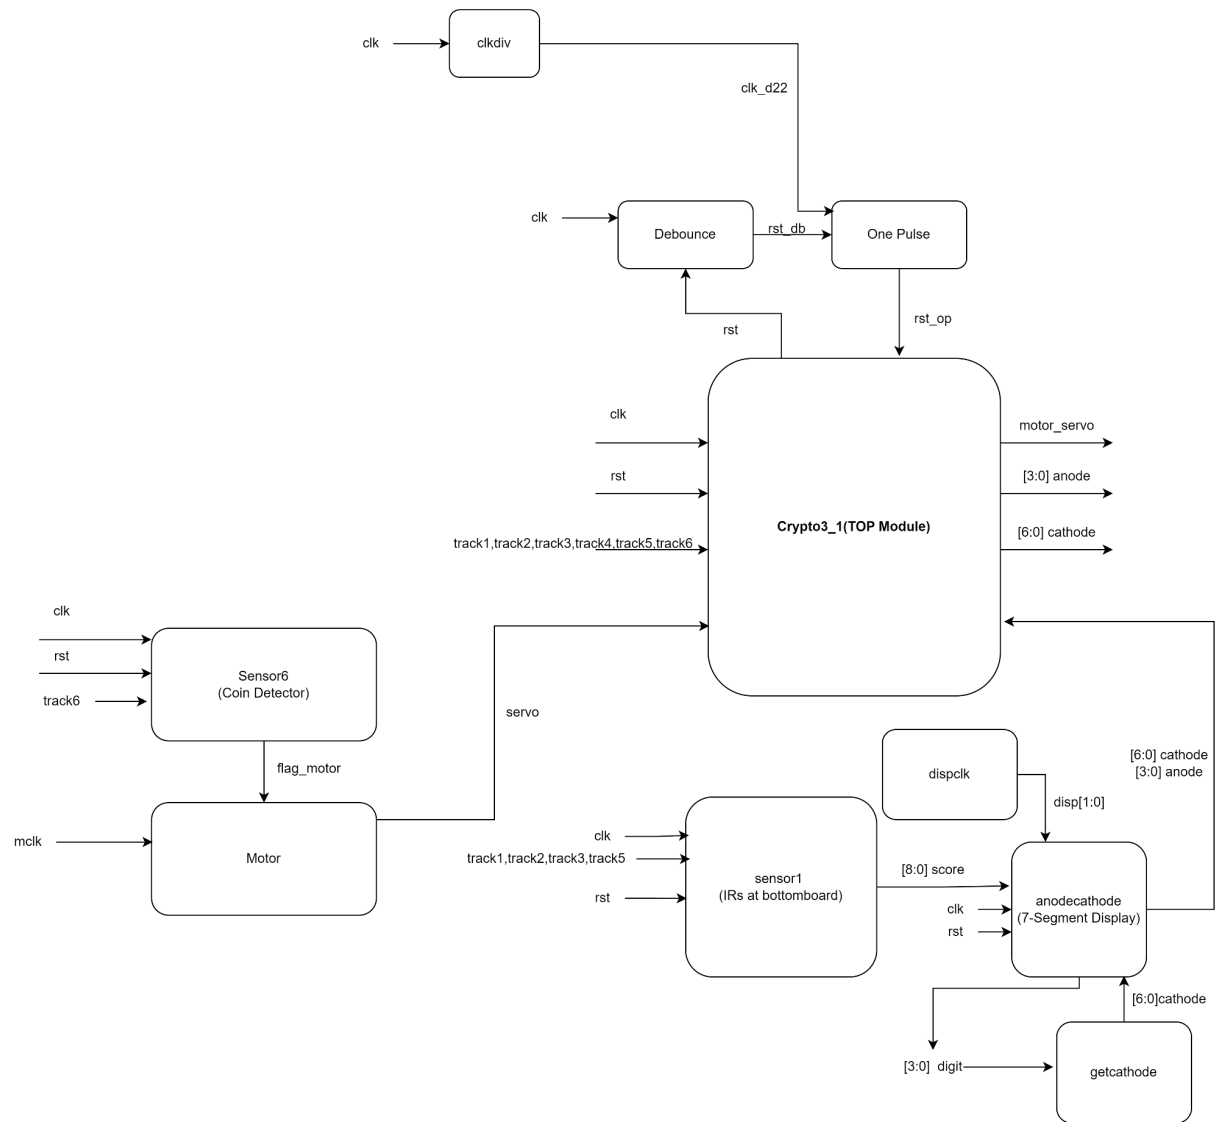 clk
clkdiv
clk_d22
clk
Debounce
rst_db
One Pulse
rst
rst_op
clk
motor_servo
rst
[3:0] anode
Crypto3_1(TOP Module)
[6:0] cathode
track1,track2,track3,track4,track5,track6
clk
rst
track6
Sensor6
(Coin Detector)
servo
flag_motor
mclk
Motor
dispclk
disp[1:0]
[6:0] cathode
[3:0] anode
clk
track1,track2,track3,track5
rst
sensor1
(IRs at bottomboard)
[8:0] score
clk
rst
anodecathode
(7-Segment Display)
[6:0]cathode
[3:0]  digit
getcathode